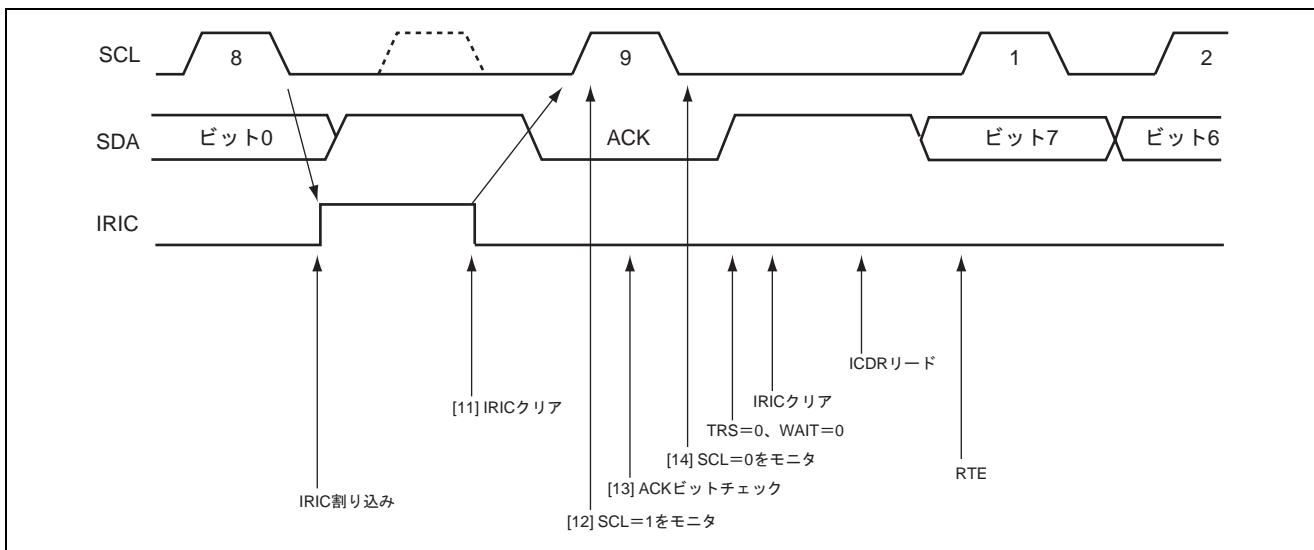 SCL
8
9
1
2
SDA
ビット0
ACK
ビット7
ビット6
IRIC
ICDRリード
[11] IRICクリア
IRICクリア
TRS=0、WAIT=0
[14] SCL=0をモニタ
RTE
[13] ACKビットチェック
IRIC割り込み
[12] SCL=1をモニタ